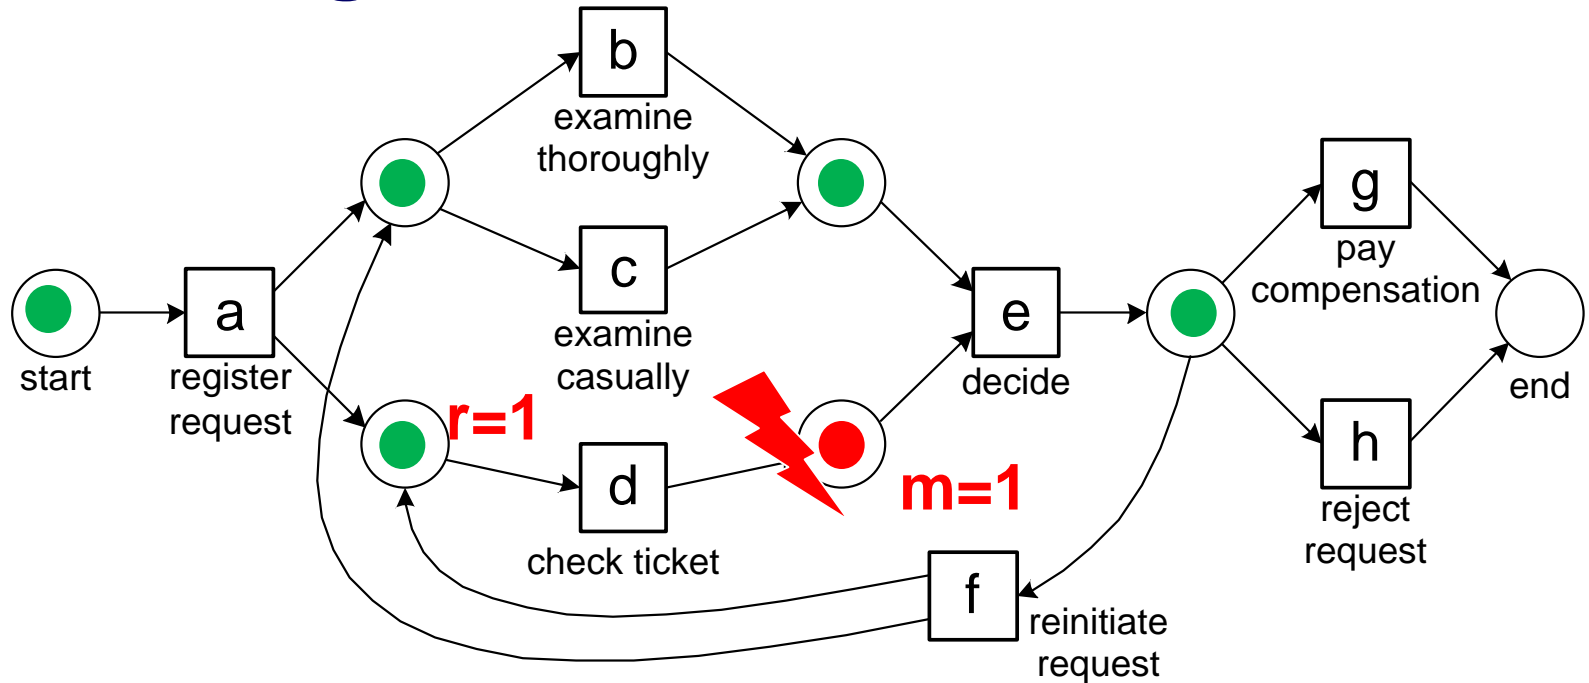 b
examine
thoroughly
g
pay
compensation
c
examine
casually
a
register
request
start
e
decide
end
r=1
d
check ticket
m=1
h
reject
request
f
reinitiate
request